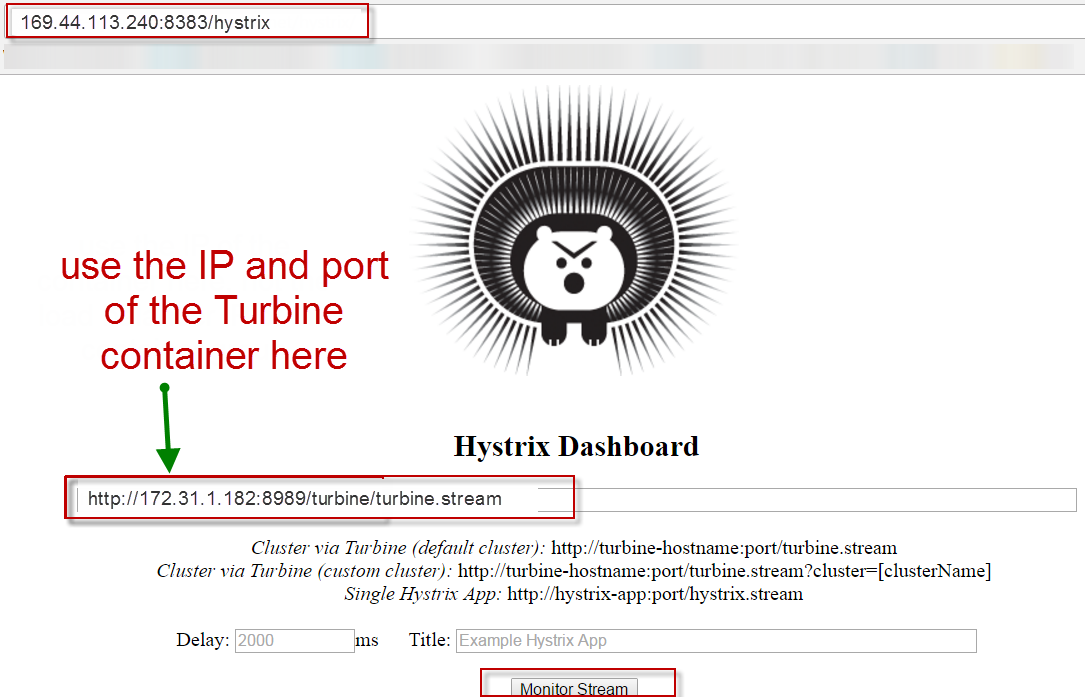 169.44.113.240:8383/hystrix
use the IP and port
of the Turbine
container here
Hystrix Dashboard
http://172.31.1.182:8989/turbine/turbine.stream
Cluster via Turbine (default cluster): http://turbine-hostname:port/turbine.stream
Cluster via Turbine (custom cluster): http://turbine-hostname:port/turbine.stream?cluster=[clusterName]
Single Hystrix App: http://hystrix-app:port/hystrix.stream
Delay: 2000 ms Title: Example Hystrix App
Monitor Stream